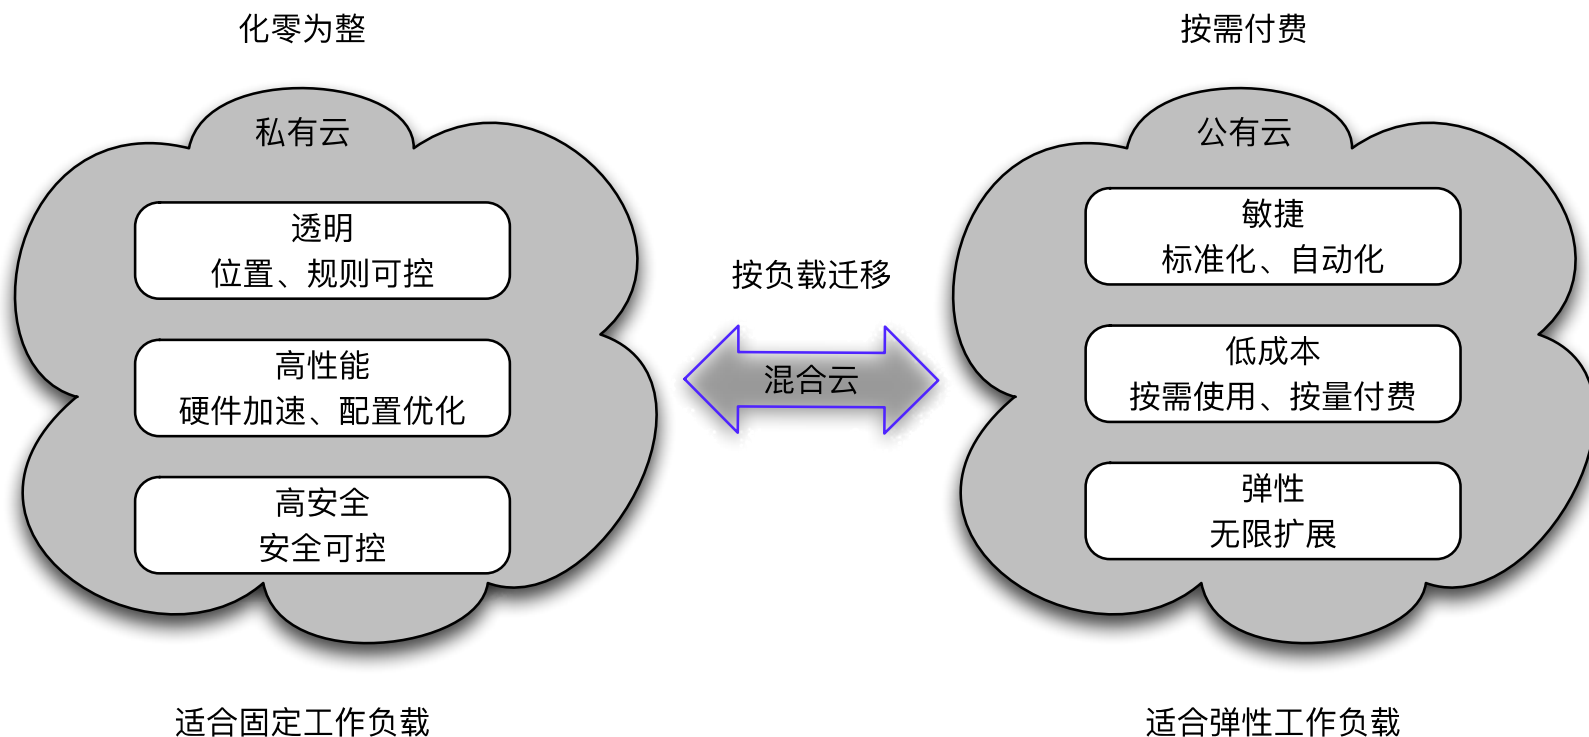 化零为整
私有云
透明
位置、规则可控
高性能
硬件加速、配置优化
高安全
安全可控
适合固定工作负载
按负载迁移
混合云
按需付费
公有云
敏捷
标准化、自动化
低成本
按需使用、按量付费
弹性
无限扩展
适合弹性工作负载